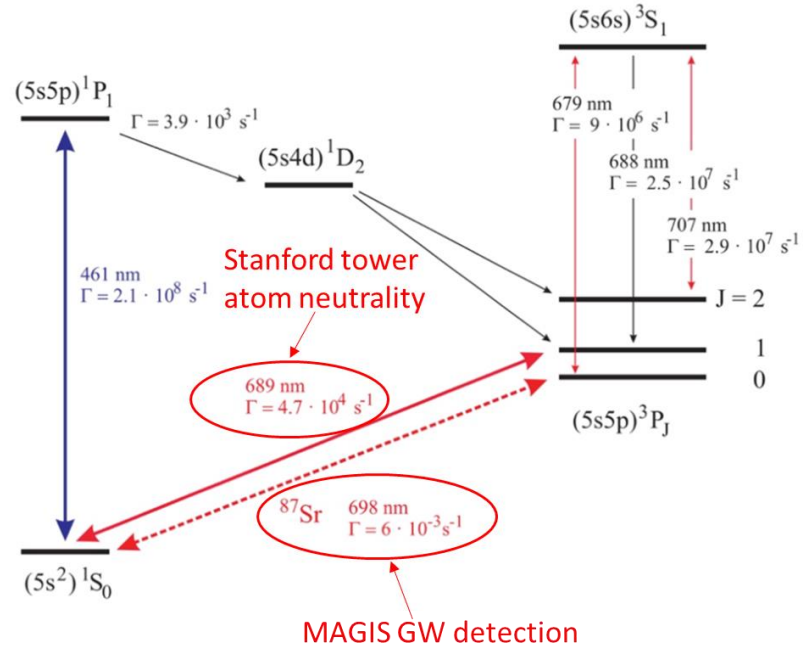 (5s6s) ³S₁
(5s5p) ¹P₁
Γ = 3.9 · 10³ s⁻¹
(5s4d) ¹D₂
679 nm
Γ = 9 · 10⁶ s⁻¹
688 nm
Γ = 2.5 · 10⁷ s⁻¹
707 nm
Γ = 2.9 · 10⁷ s⁻¹
461 nm
Γ = 2.1 · 10⁸ s⁻¹
Stanford tower
atom neutrality
J = 2
1
0
689 nm
Γ = 4.7 · 10⁴ s⁻¹
(5s5p) ³P_J
⁸⁷Sr 698 nm
Γ = 6 · 10⁻³ s⁻¹
(5s²) ¹S₀
MAGIS GW detection